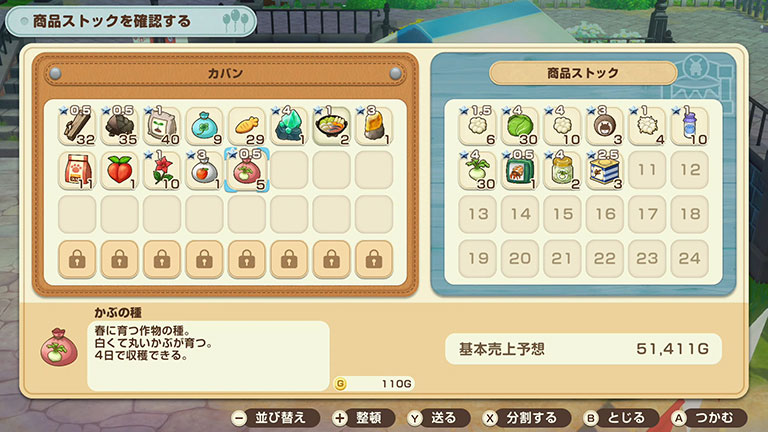 商品ストックを確認する
カバン
0.5 0.5 1 4 1 3
32 35 40 9 29 1 2 1
1 3 0.5
11 1 10 1 5
商品ストック
1.5 4 4 3 1 1
6 30 10 3 4 10
4 0.5 4 2.5
30 1 2 3 11 12
13 14 15 16 17 18
19 20 21 22 23 24
かぶの種
春に育つ作物の種。
白くて丸いかぶが育つ。
4日で収穫できる。
G 110G
基本売上予想 51,411G
− 並び替え + 整頓 Y 送る X 分割する B とじる A つかむ